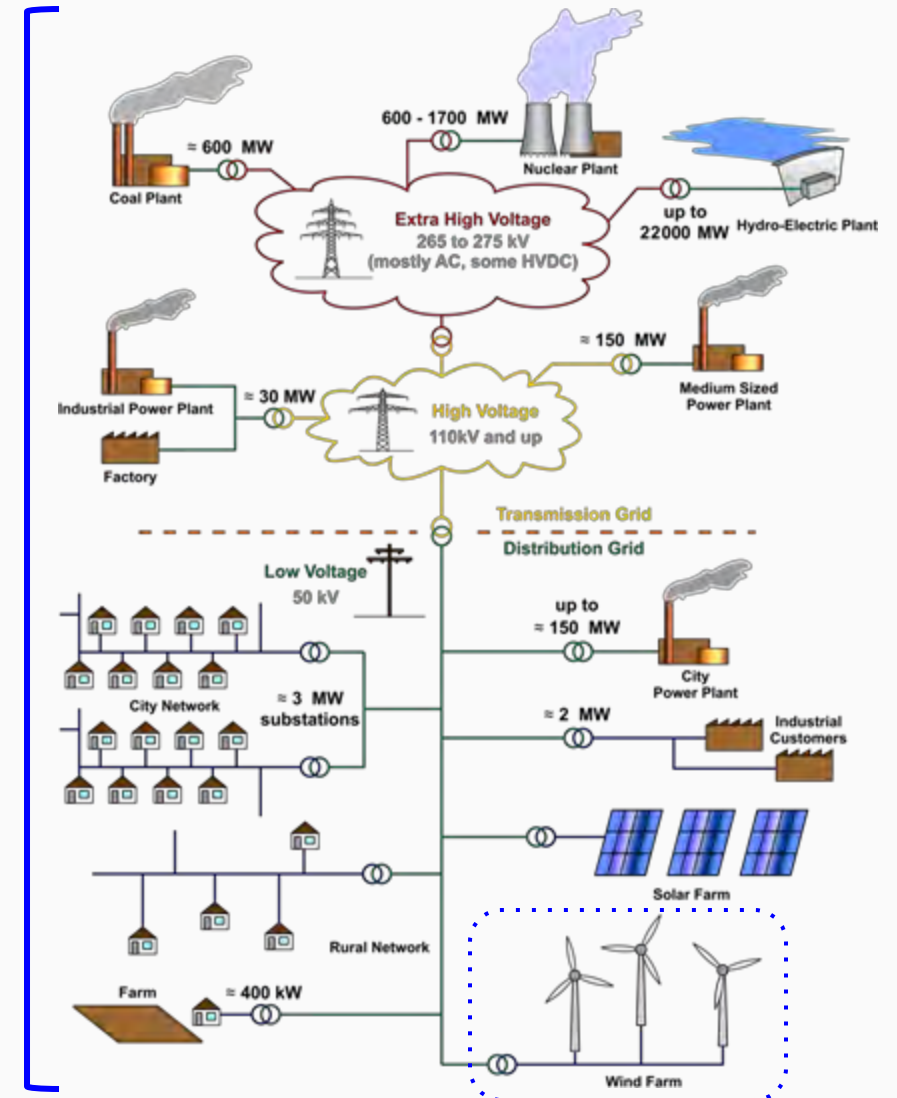 600 - 1700 MW
≈ 600 MW
Nuclear Plant
Coal Plant
up to
22000 MW
Hydro-Electric Plant
Extra High Voltage
265 to 275 kV
(mostly AC, some HVDC)
≈ 150 MW
Medium Sized
Power Plant
≈ 30 MW
Industrial Power Plant
High Voltage
110kV and up
Factory
Transmission Grid
Distribution Grid
Low Voltage
50 kV
up to
≈ 150 MW
City
Power Plant
≈ 3 MW
substations
City Network
≈ 2 MW
Industrial
Customers
Solar Farm
Rural Network
Farm
≈ 400 kW
Wind Farm